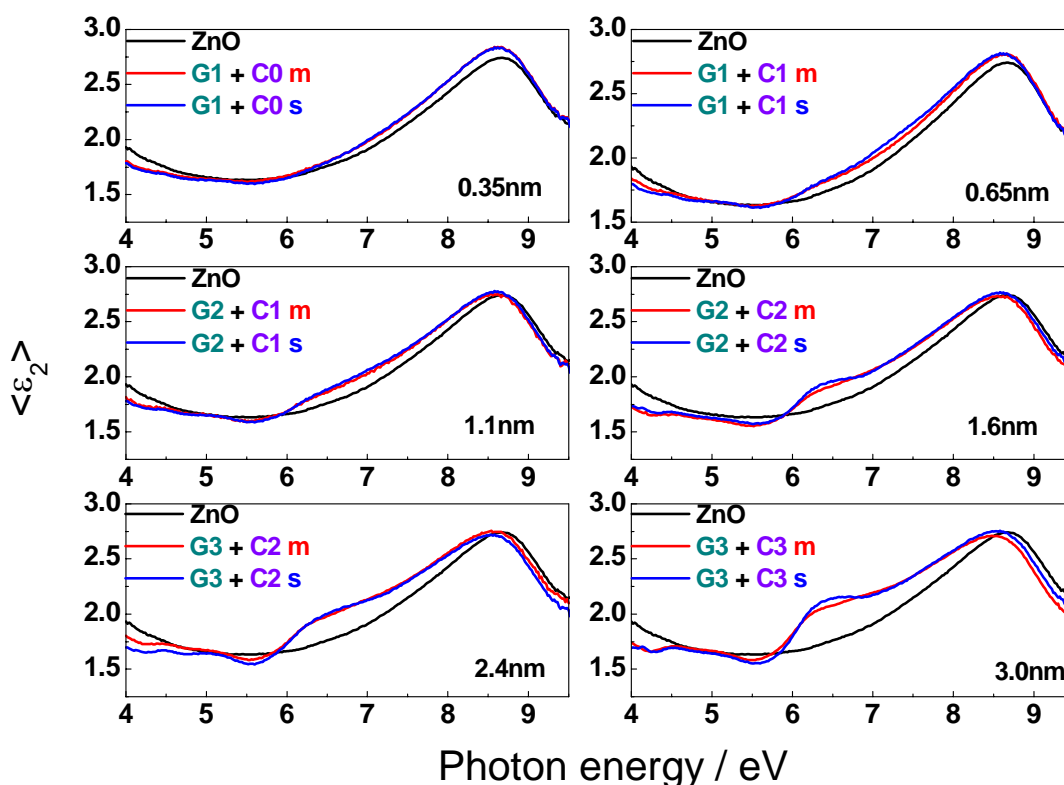 <ε2>
3.0
2.5
2.0
1.5
ZnO
G1 + C0 m
G1 + C0 s
0.35nm
4 5 6 7 8 9
3.0
2.5
2.0
1.5
ZnO
G1 + C1 m
G1 + C1 s
0.65nm
4 5 6 7 8 9
3.0
2.5
2.0
1.5
ZnO
G2 + C1 m
G2 + C1 s
1.1nm
4 5 6 7 8 9
3.0
2.5
2.0
1.5
ZnO
G2 + C2 m
G2 + C2 s
1.6nm
4 5 6 7 8 9
3.0
2.5
2.0
1.5
ZnO
G3 + C2 m
G3 + C2 s
2.4nm
4 5 6 7 8 9
3.0
2.5
2.0
1.5
ZnO
G3 + C3 m
G3 + C3 s
3.0nm
4 5 6 7 8 9
Photon energy / eV